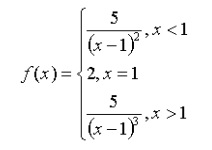 f(x) = { 5/(x−1)², x < 1
2, x = 1
5/(x−1)³, x > 1